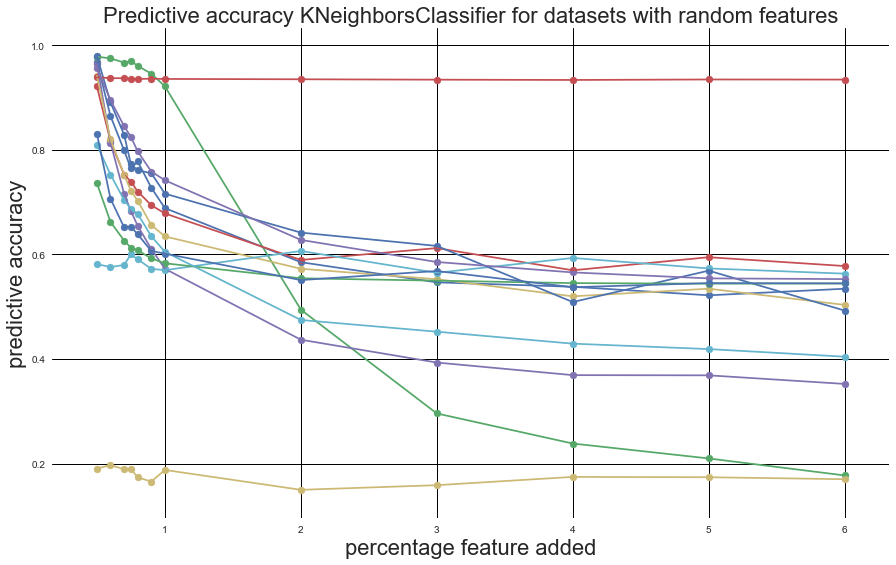 Predictive accuracy KNeighborsClassifier for datasets with random features
1.0
0.8
0.6
0.4
0.2
predictive accuracy
1 2 3 4 5 6
percentage feature added